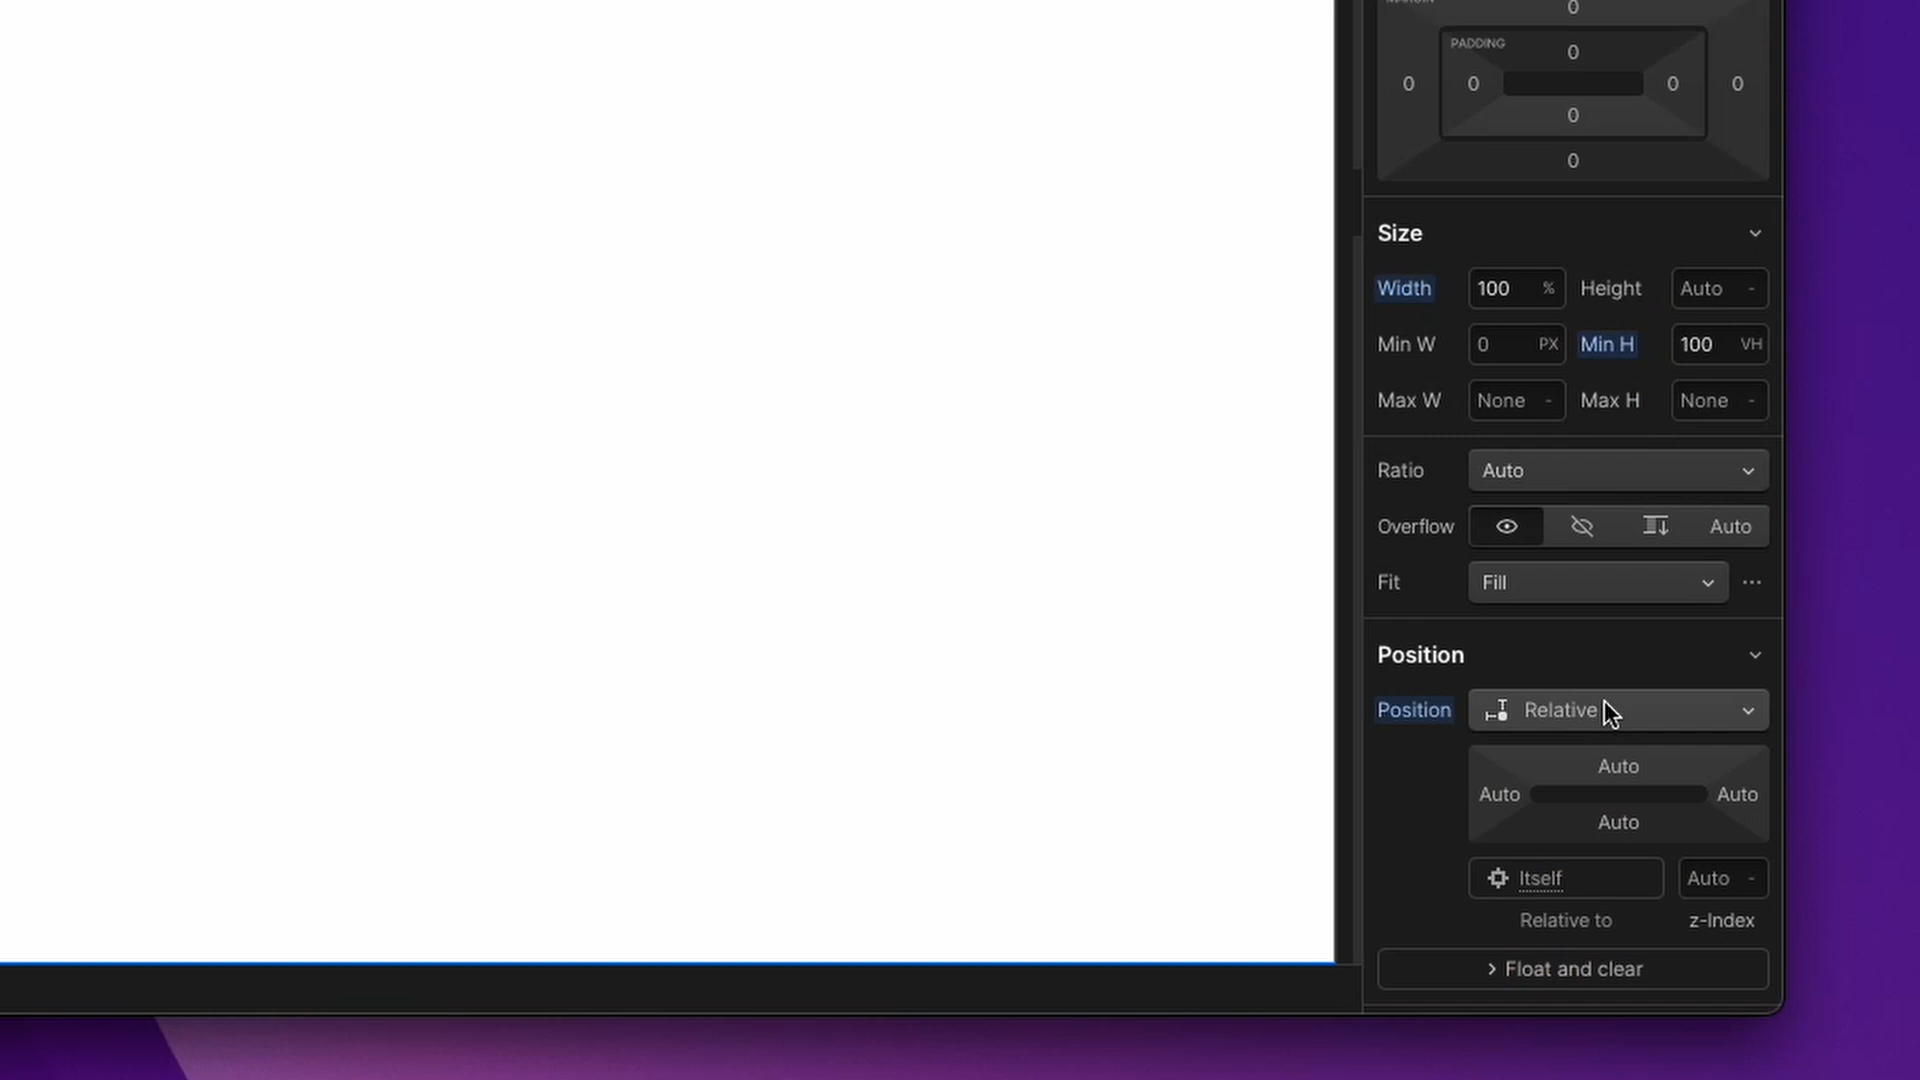 MARGIN
0
PADDING
0
0 0 0 0
0
0
Size
Width 100 % Height Auto -
Min W 0 PX Min H 100 VH
Max W None - Max H None -
Ratio Auto
Overflow Auto
Fit Fill ...
Position
Position Relative
Auto
Auto Auto
Auto
Itself Auto -
Relative to z-Index
> Float and clear